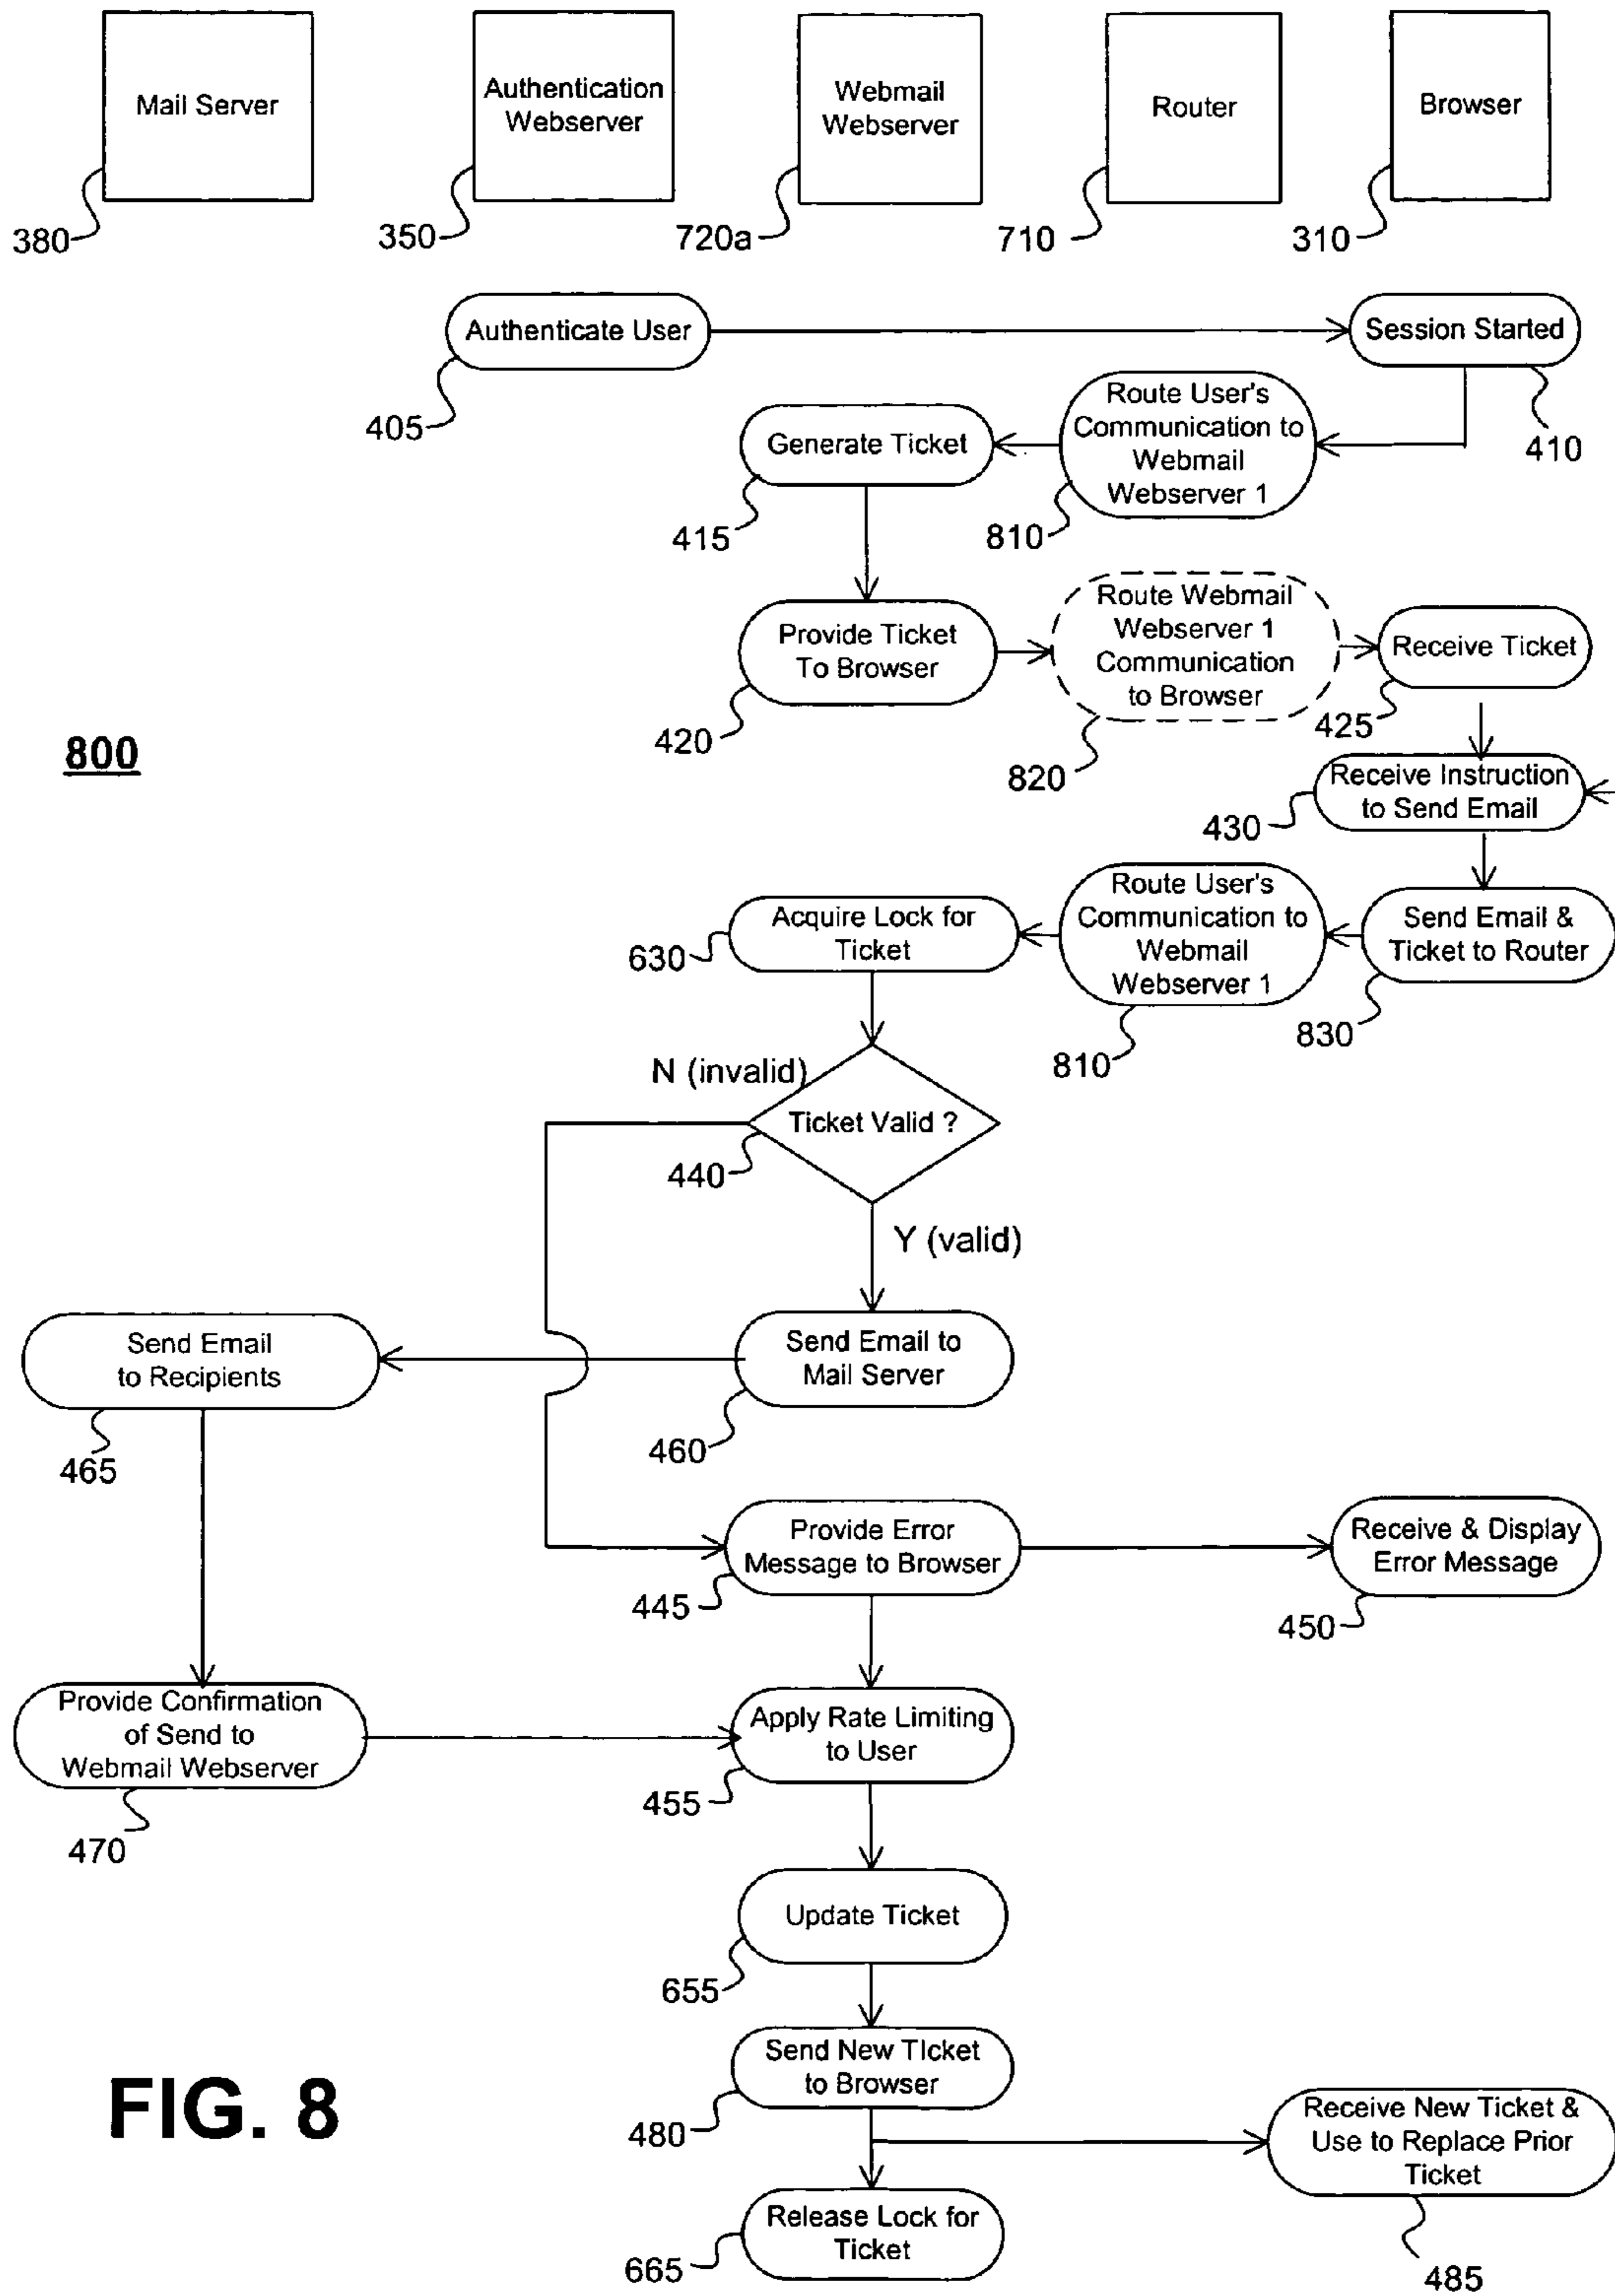 Mail Server
Authentication
Webserver
Webmail
Webserver
Router
Browser
380
350
720a
710
310
Authenticate User
Session Started
405
410
Route User's
Communication to
Webmail
Webserver 1
810
Generate Ticket
415
Provide Ticket
To Browser
420
Route Webmail
Webserver 1
Communication
to Browser
820
Receive Ticket
425
800
Receive Instruction
to Send Email
430
Send Email &
Ticket to Router
830
Route User's
Communication to
Webmail
Webserver 1
810
Acquire Lock for
Ticket
630
N (invalid)
Ticket Valid ?
440
Y (valid)
Send Email to
Mail Server
460
Send Email
to Recipients
465
Provide Error
Message to Browser
445
Receive & Display
Error Message
450
Provide Confirmation
of Send to
Webmail Webserver
470
Apply Rate Limiting
to User
455
Update Ticket
655
Send New TIcket
to Browser
480
Receive New Ticket &
Use to Replace Prior
Ticket
485
Release Lock for
Ticket
665
FIG. 8